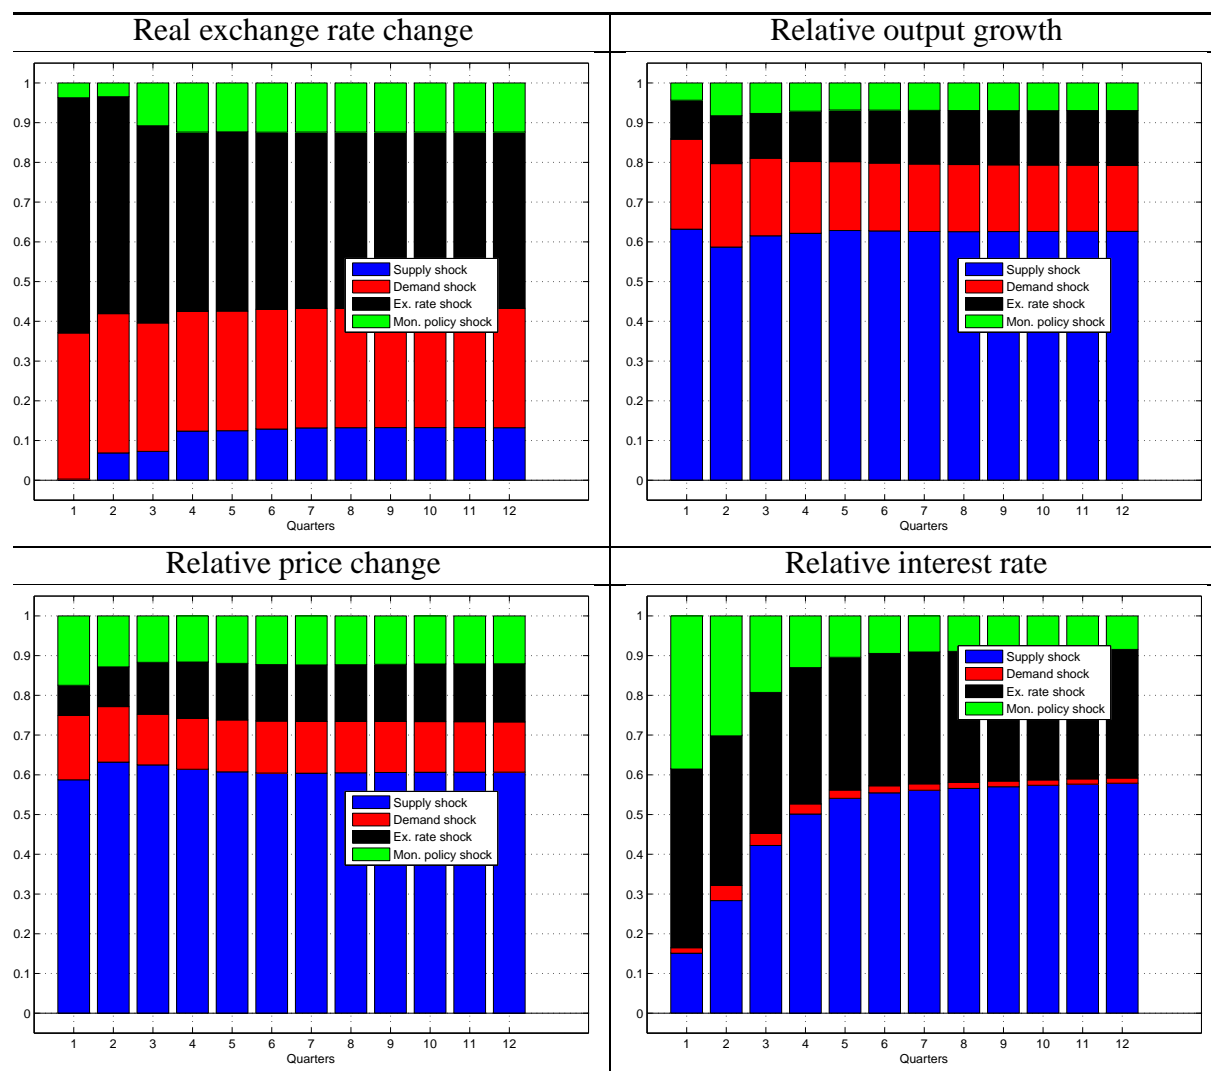 Real exchange rate change
Relative output growth
1
0.9
0.8
0.7
0.6
0.5
0.4
0.3
0.2
0.1
0
Supply shock
Demand shock
Ex. rate shock
Mon. policy shock
1 2 3 4 5 6 7 8 9 10 11 12
Quarters
1
0.9
0.8
0.7
0.6
0.5
0.4
0.3
0.2
0.1
0
Supply shock
Demand shock
Ex. rate shock
Mon. policy shock
1 2 3 4 5 6 7 8 9 10 11 12
Quarters
Relative price change
Relative interest rate
1
0.9
0.8
0.7
0.6
0.5
0.4
0.3
0.2
0.1
0
Supply shock
Demand shock
Ex. rate shock
Mon. policy shock
1 2 3 4 5 6 7 8 9 10 11 12
Quarters
1
0.9
0.8
0.7
0.6
0.5
0.4
0.3
0.2
0.1
0
Supply shock
Demand shock
Ex. rate shock
Mon. policy shock
1 2 3 4 5 6 7 8 9 10 11 12
Quarters